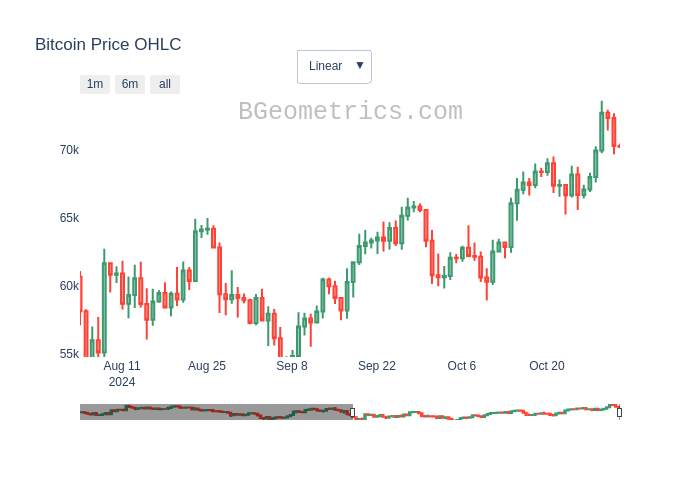 Bitcoin Price OHLC
Linear ▼
1m 6m all
BGeometrics.com
70k
65k
60k
55k
Aug 11 Aug 25 Sep 8 Sep 22 Oct 6 Oct 20
2024